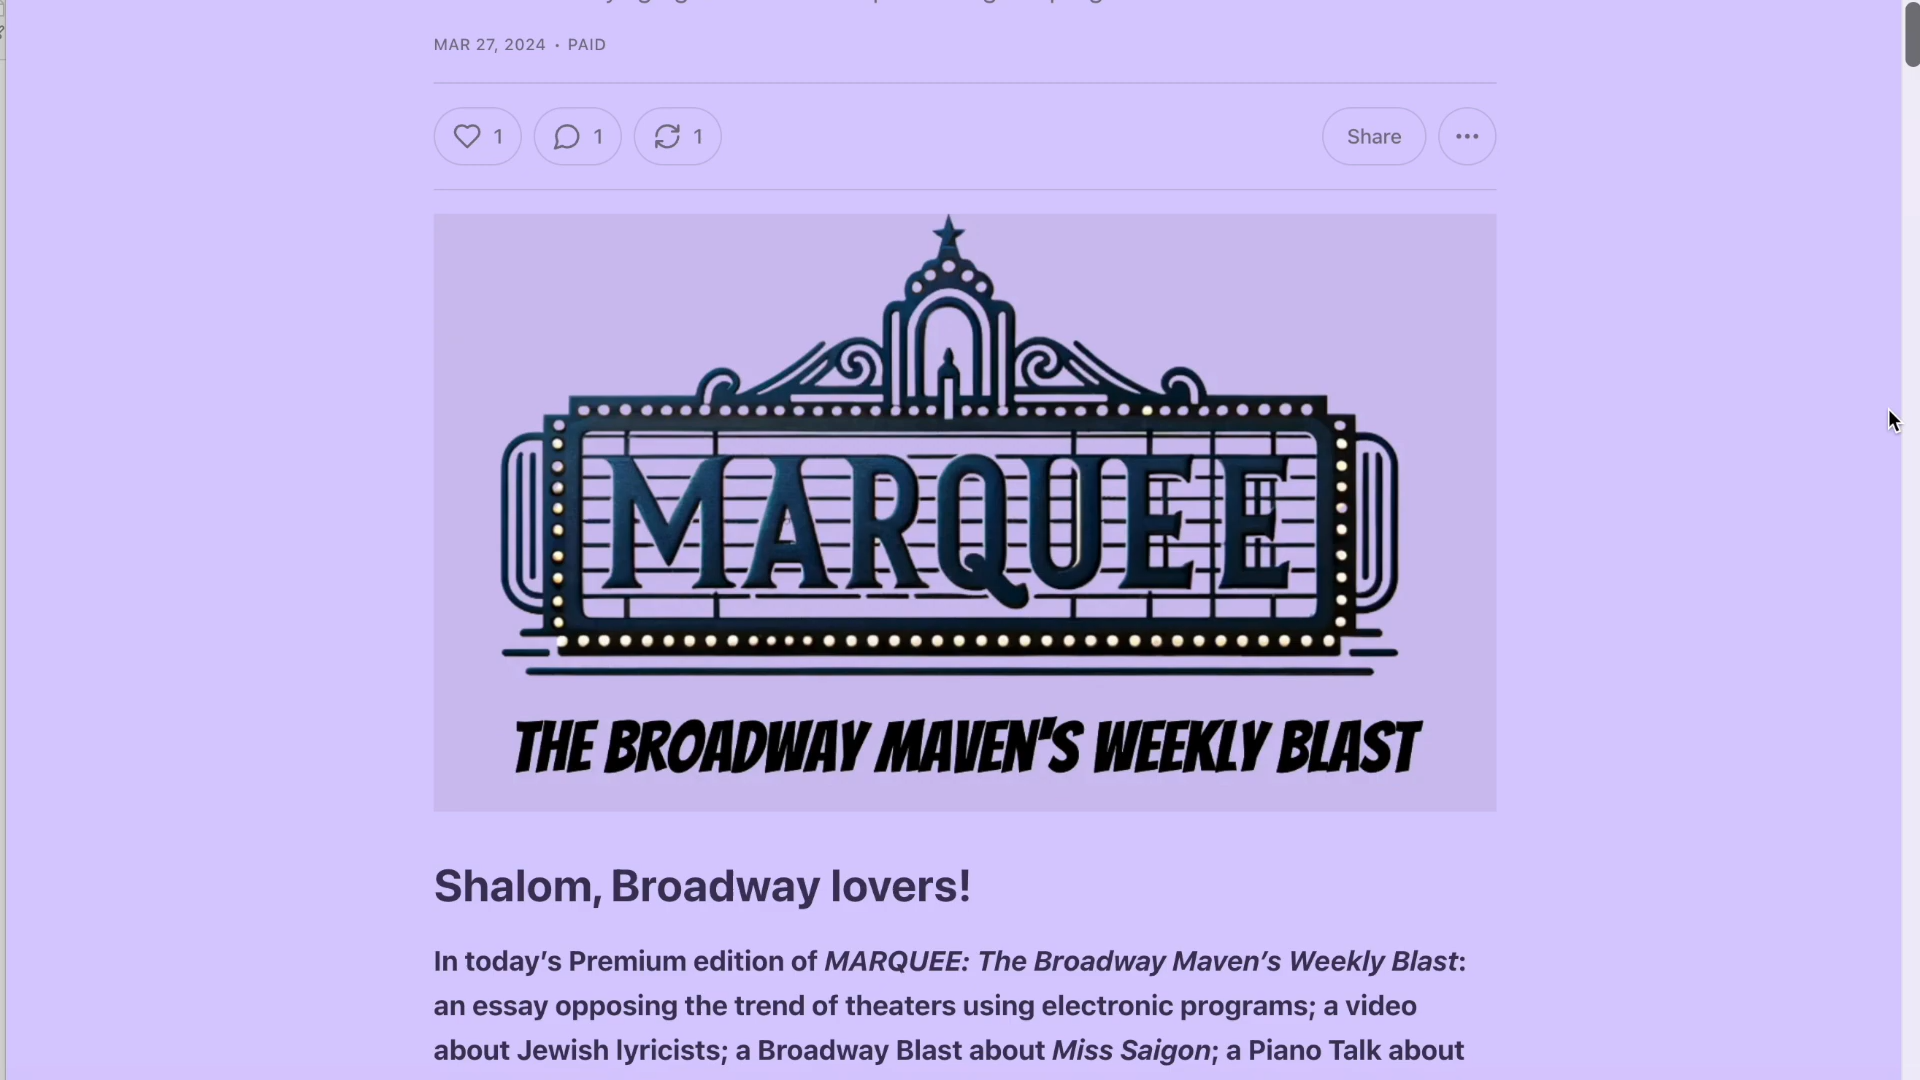 MAR 27, 2024 • PAID
1 1 1 Share
MARQUEE
THE BROADWAY MAVEN'S WEEKLY BLAST
Shalom, Broadway lovers!
In today’s Premium edition of MARQUEE: The Broadway Maven’s Weekly Blast:
an essay opposing the trend of theaters using electronic programs; a video
about Jewish lyricists; a Broadway Blast about Miss Saigon; a Piano Talk about